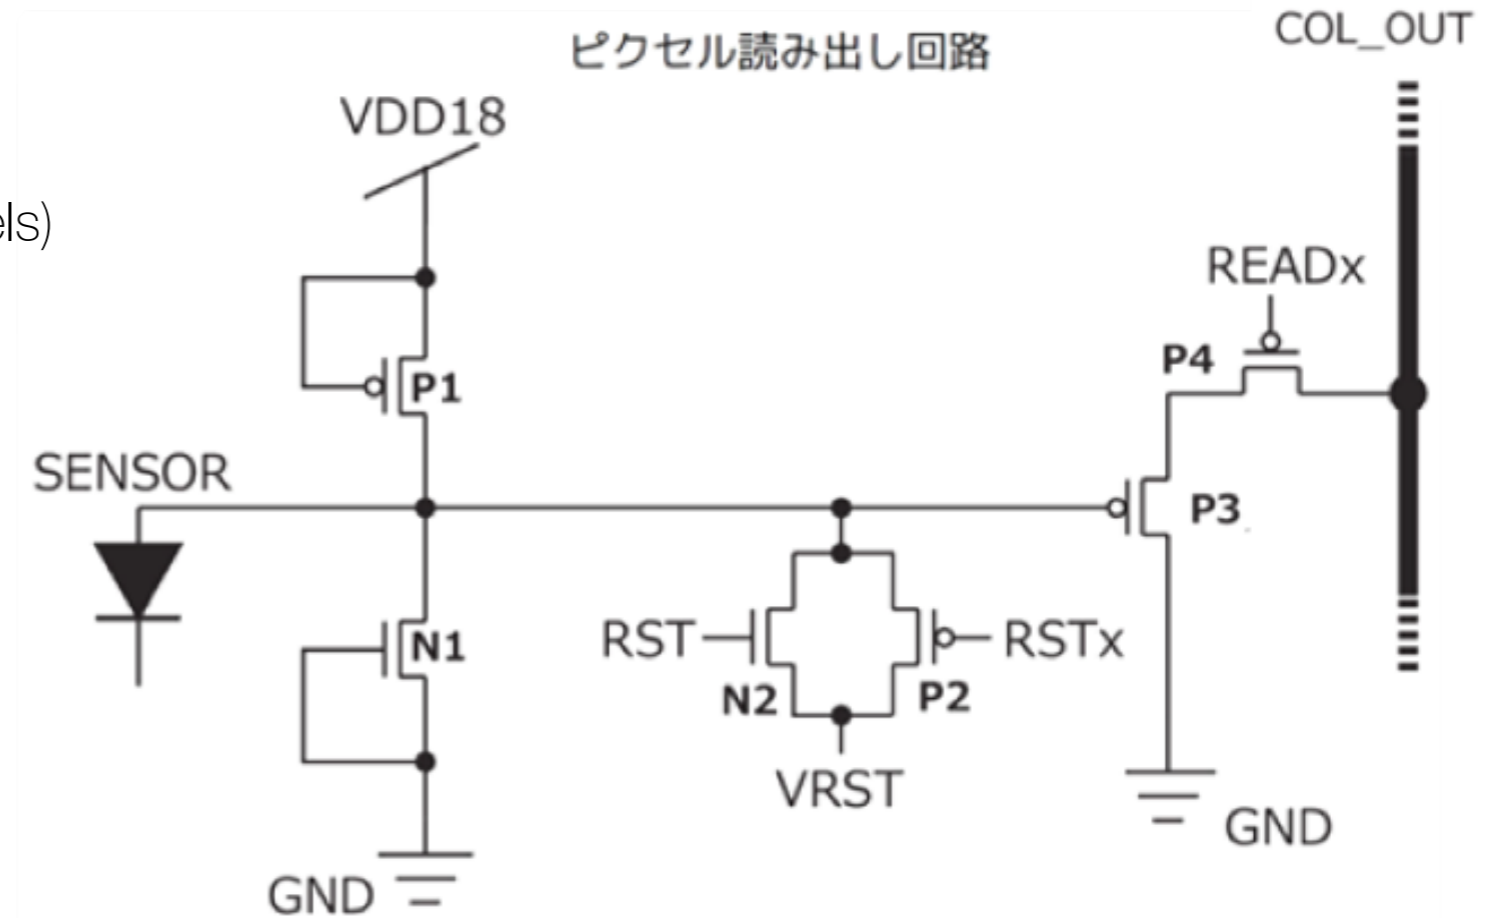 ピクセル読み出し回路
COL_OUT
VDD18
els)
READx
P4
P1
SENSOR
P3
N1
RST
RSTx
N2
P2
VRST
GND
GND